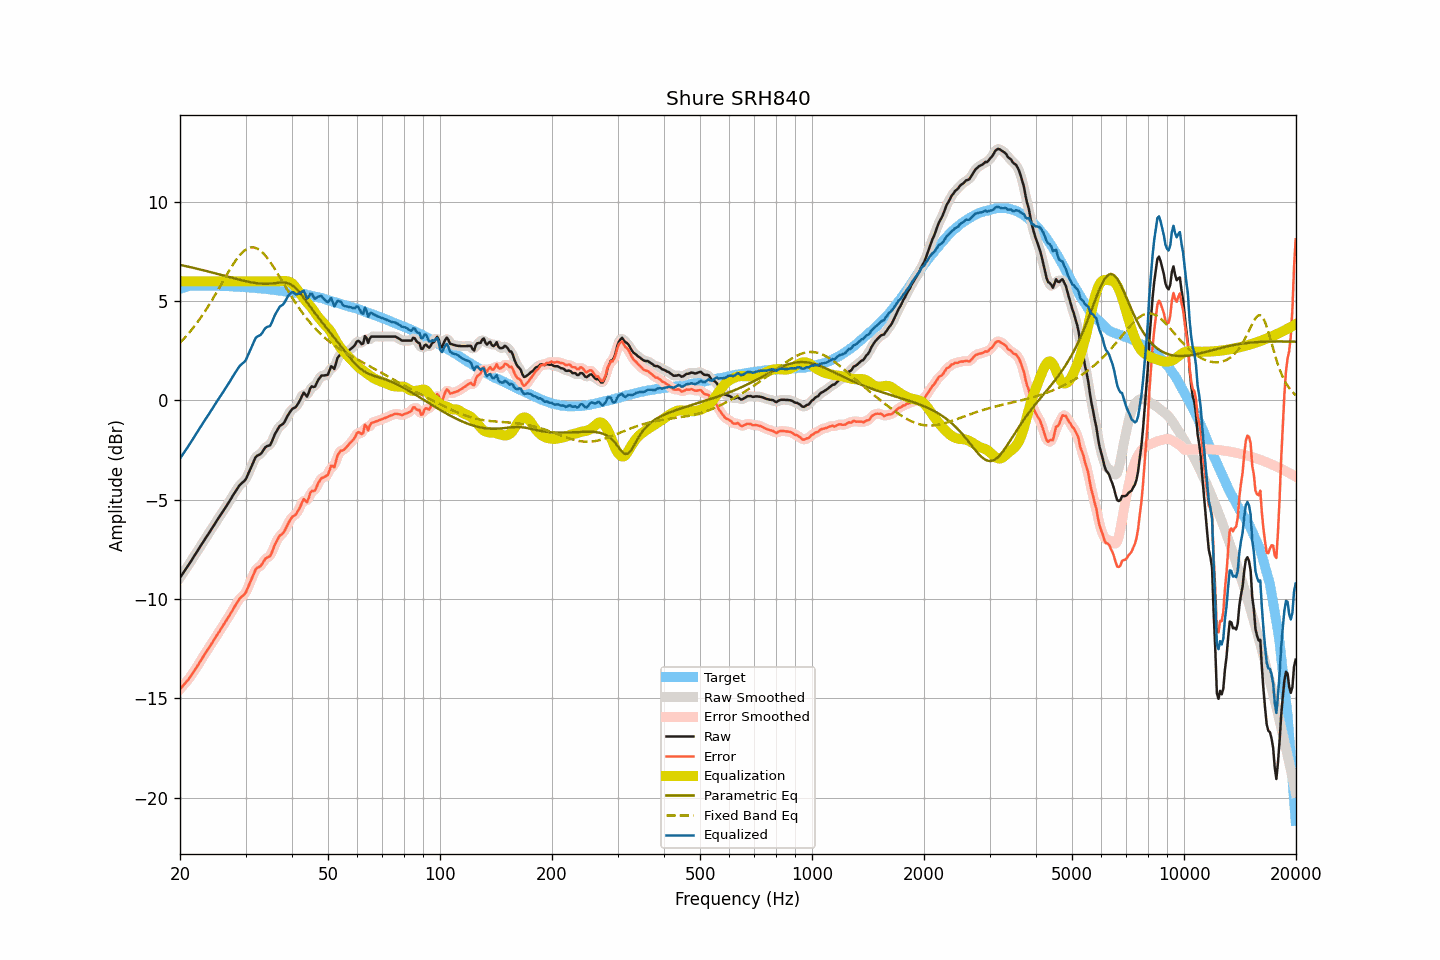 Shure SRH840
Amplitude (dBr)
10
5
0
−5
−10
−15
−20
Target
Raw Smoothed
Error Smoothed
Raw
Error
Equalization
Parametric Eq
Fixed Band Eq
Equalized
20 50 100 200 500 1000 2000 5000 10000 20000
Frequency (Hz)